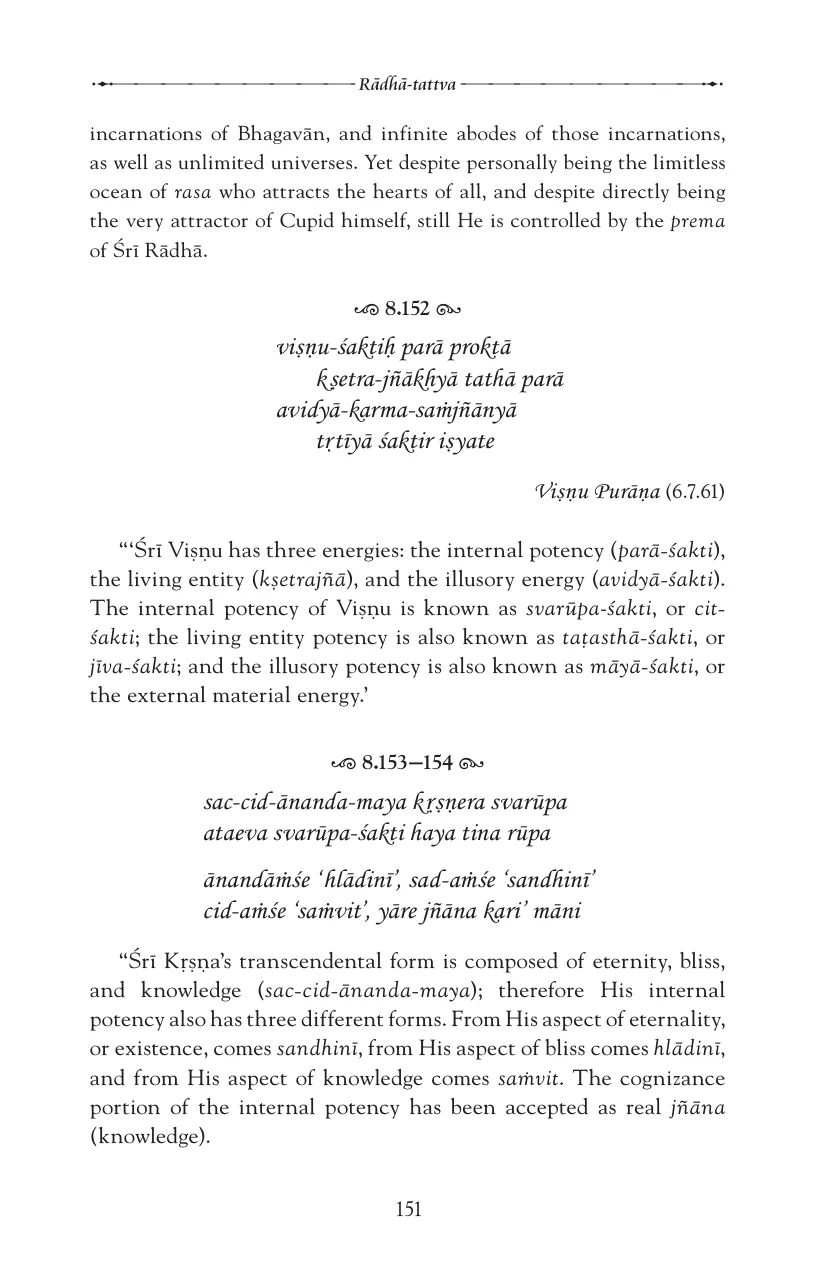 Rādhā-tattva
incarnations of Bhagavān, and infinite abodes of those incarnations,
as well as unlimited universes. Yet despite personally being the limitless
ocean of rasa who attracts the hearts of all, and despite directly being
the very attractor of Cupid himself, still He is controlled by the prema
of Śrī Rādhā.
8.152
viṣṇu-śaktiḥ parā proktā
kṣetra-jñākhyā tathā parā
avidyā-karma-saṁjñānyā
tṛtīyā śaktir iṣyate
Viṣṇu Purāṇa (6.7.61)
“‘Śrī Viṣṇu has three energies: the internal potency (parā-śakti),
the living entity (kṣetrajñā), and the illusory energy (avidyā-śakti).
The internal potency of Viṣṇu is known as svarūpa-śakti, or cit-
śakti; the living entity potency is also known as taṭasthā-śakti, or
jīva-śakti; and the illusory potency is also known as māyā-śakti, or
the external material energy.’
8.153–154
sac-cid-ānanda-maya kṛṣṇera svarūpa
ataeva svarūpa-śakti haya tina rūpa
ānandāṁśe ‘hlādinī’, sad-aṁśe ‘sandhinī’
cid-aṁśe ‘saṁvit’, yāre jñāna kari’ māni
“Śrī Kṛṣṇa’s transcendental form is composed of eternity, bliss,
and knowledge (sac-cid-ānanda-maya); therefore His internal
potency also has three different forms. From His aspect of eternality,
or existence, comes sandhinī, from His aspect of bliss comes hlādinī,
and from His aspect of knowledge comes saṁvit. The cognizance
portion of the internal potency has been accepted as real jñāna
(knowledge).
151